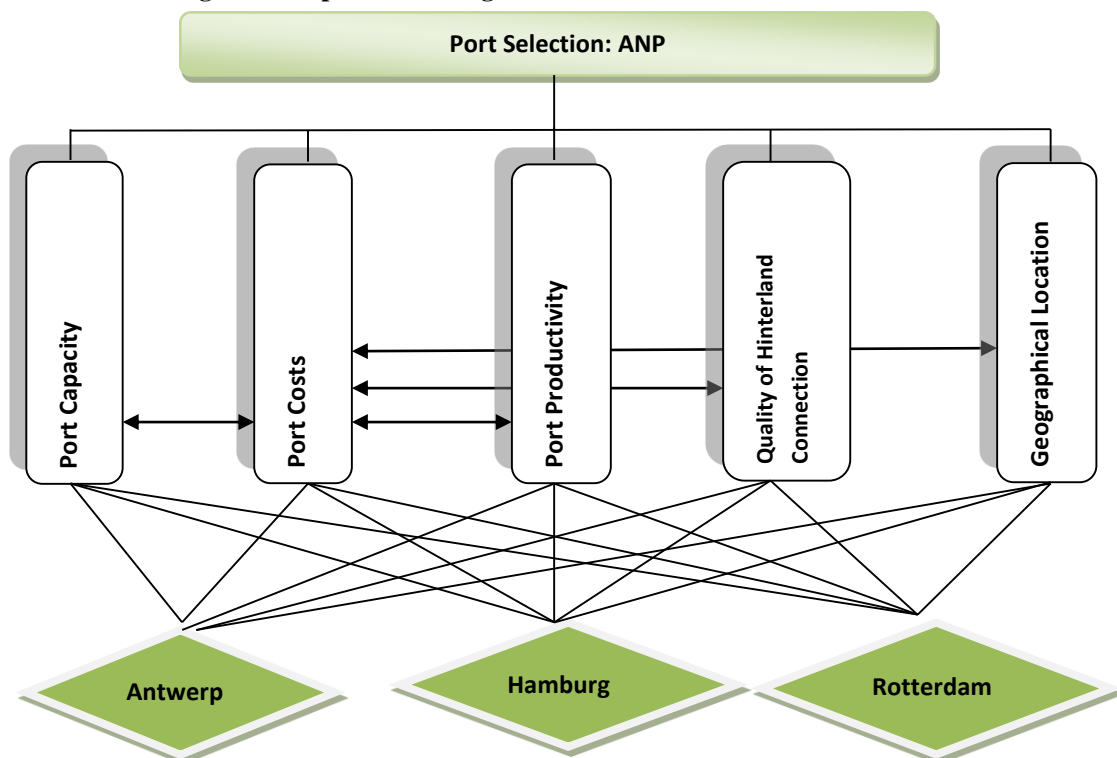 Port Selection: ANP
Port Capacity
Port Costs
Port Productivity
Quality of Hinterland
Connection
Geographical Location
Antwerp
Hamburg
Rotterdam